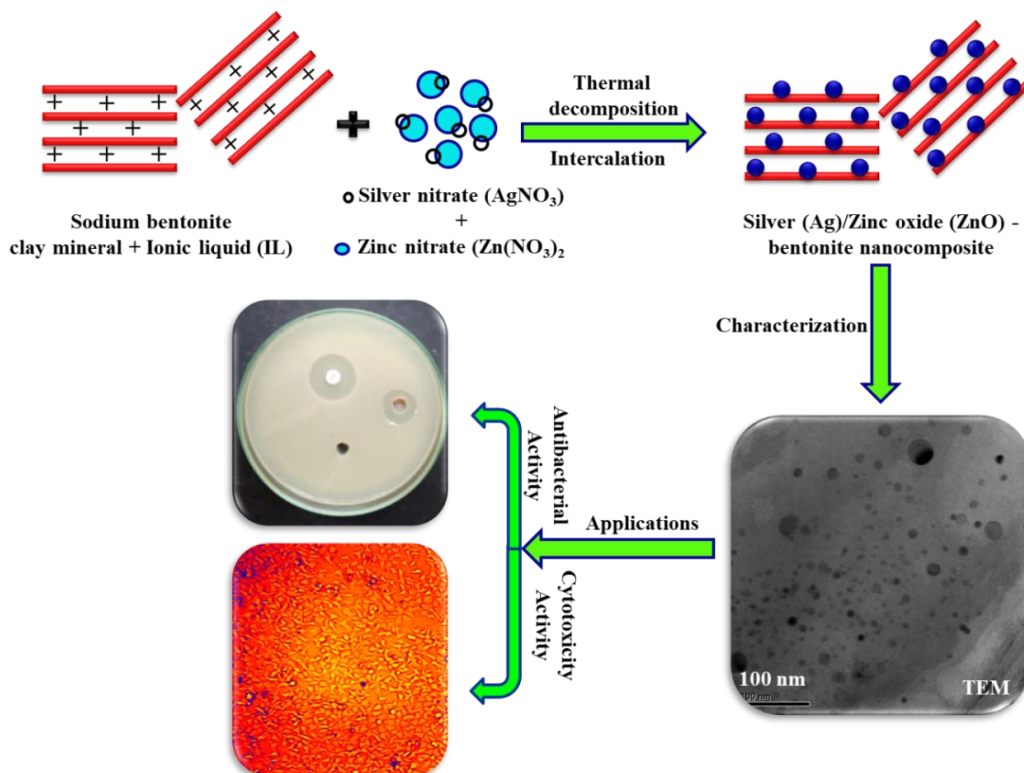 Thermal
decomposition
Intercalation
Sodium bentonite
clay mineral + Ionic liquid (IL)
Silver nitrate (AgNO₃)
+
Zinc nitrate (Zn(NO₃)₂
Silver (Ag)/Zinc oxide (ZnO) -
bentonite nanocomposite
Characterization
Antibacterial
Activity
Applications
Cytotoxicity
Activity
100 nm
TEM